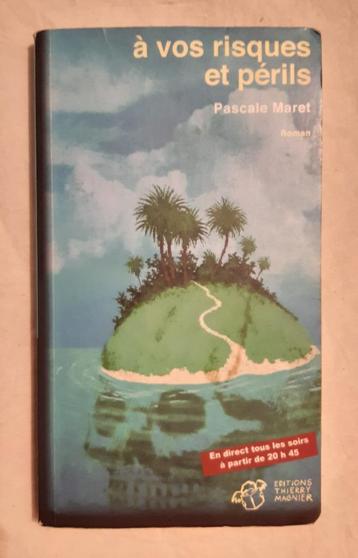 à vos risques
et périls
Pascale Maret
Roman
En direct tous les soirs
à partir de 20 h 45
EDITIONS
THIERRY
MAGNIER